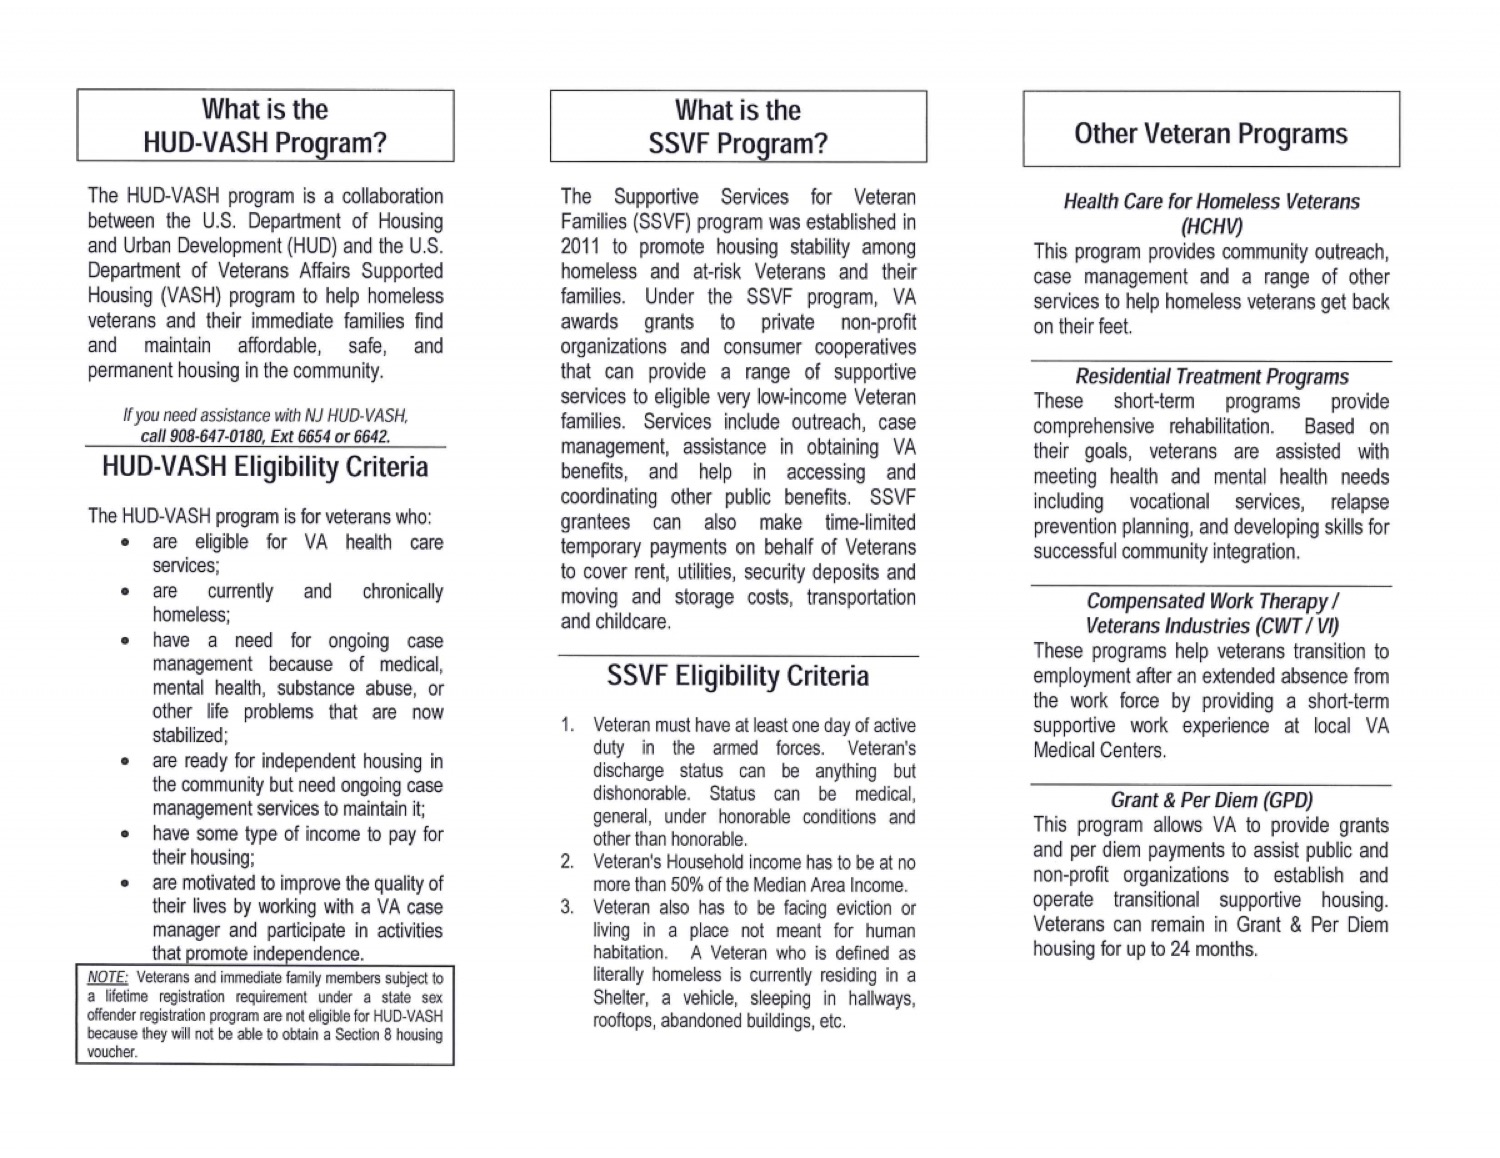 What is the
HUD-VASH Program?
The HUD-VASH program is a collaboration
between the U.S. Department of Housing
and Urban Development (HUD) and the U.S.
Department of Veterans Affairs Supported
Housing (VASH) program to help homeless
veterans and their immediate families find
and maintain affordable, safe, and
permanent housing in the community.
If you need assistance with NJ HUD-VASH,
call 908-647-0180, Ext 6654 or 6642.
HUD-VASH Eligibility Criteria
The HUD-VASH program is for veterans who:
• are eligible for VA health care
services;
• are currently and chronically
homeless;
• have a need for ongoing case
management because of medical,
mental health, substance abuse, or
other life problems that are now
stabilized;
• are ready for independent housing in
the community but need ongoing case
management services to maintain it;
• have some type of income to pay for
their housing;
• are motivated to improve the quality of
their lives by working with a VA case
manager and participate in activities
that promote independence.
NOTE: Veterans and immediate family members subject to
a lifetime registration requirement under a state sex
offender registration program are not eligible for HUD-VASH
because they will not be able to obtain a Section 8 housing
voucher.
What is the
SSVF Program?
The Supportive Services for Veteran
Families (SSVF) program was established in
2011 to promote housing stability among
homeless and at-risk Veterans and their
families. Under the SSVF program, VA
awards grants to private non-profit
organizations and consumer cooperatives
that can provide a range of supportive
services to eligible very low-income Veteran
families. Services include outreach, case
management, assistance in obtaining VA
benefits, and help in accessing and
coordinating other public benefits. SSVF
grantees can also make time-limited
temporary payments on behalf of Veterans
to cover rent, utilities, security deposits and
moving and storage costs, transportation
and childcare.
SSVF Eligibility Criteria
1. Veteran must have at least one day of active
duty in the armed forces. Veteran's
discharge status can be anything but
dishonorable. Status can be medical,
general, under honorable conditions and
other than honorable.
2. Veteran's Household income has to be at no
more than 50% of the Median Area Income.
3. Veteran also has to be facing eviction or
living in a place not meant for human
habitation. A Veteran who is defined as
literally homeless is currently residing in a
Shelter, a vehicle, sleeping in hallways,
rooftops, abandoned buildings, etc.
Other Veteran Programs
Health Care for Homeless Veterans
(HCHV)
This program provides community outreach,
case management and a range of other
services to help homeless veterans get back
on their feet.
Residential Treatment Programs
These short-term programs provide
comprehensive rehabilitation. Based on
their goals, veterans are assisted with
meeting health and mental health needs
including vocational services, relapse
prevention planning, and developing skills for
successful community integration.
Compensated Work Therapy /
Veterans Industries (CWT / VI)
These programs help veterans transition to
employment after an extended absence from
the work force by providing a short-term
supportive work experience at local VA
Medical Centers.
Grant & Per Diem (GPD)
This program allows VA to provide grants
and per diem payments to assist public and
non-profit organizations to establish and
operate transitional supportive housing.
Veterans can remain in Grant & Per Diem
housing for up to 24 months.